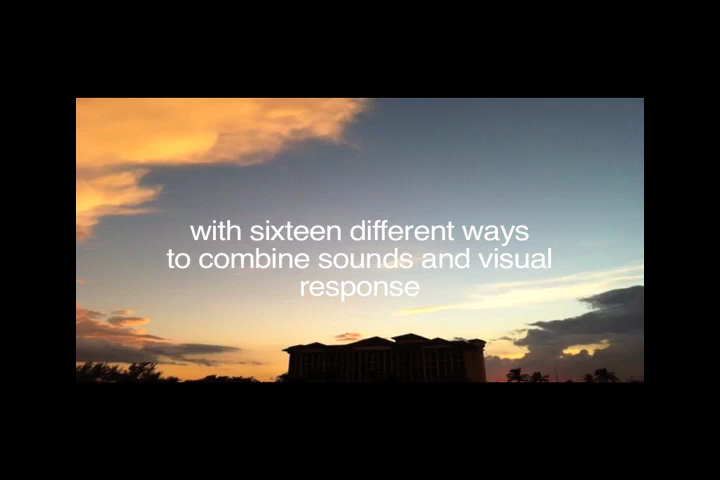 with sixteen different ways
to combine sounds and visual
response